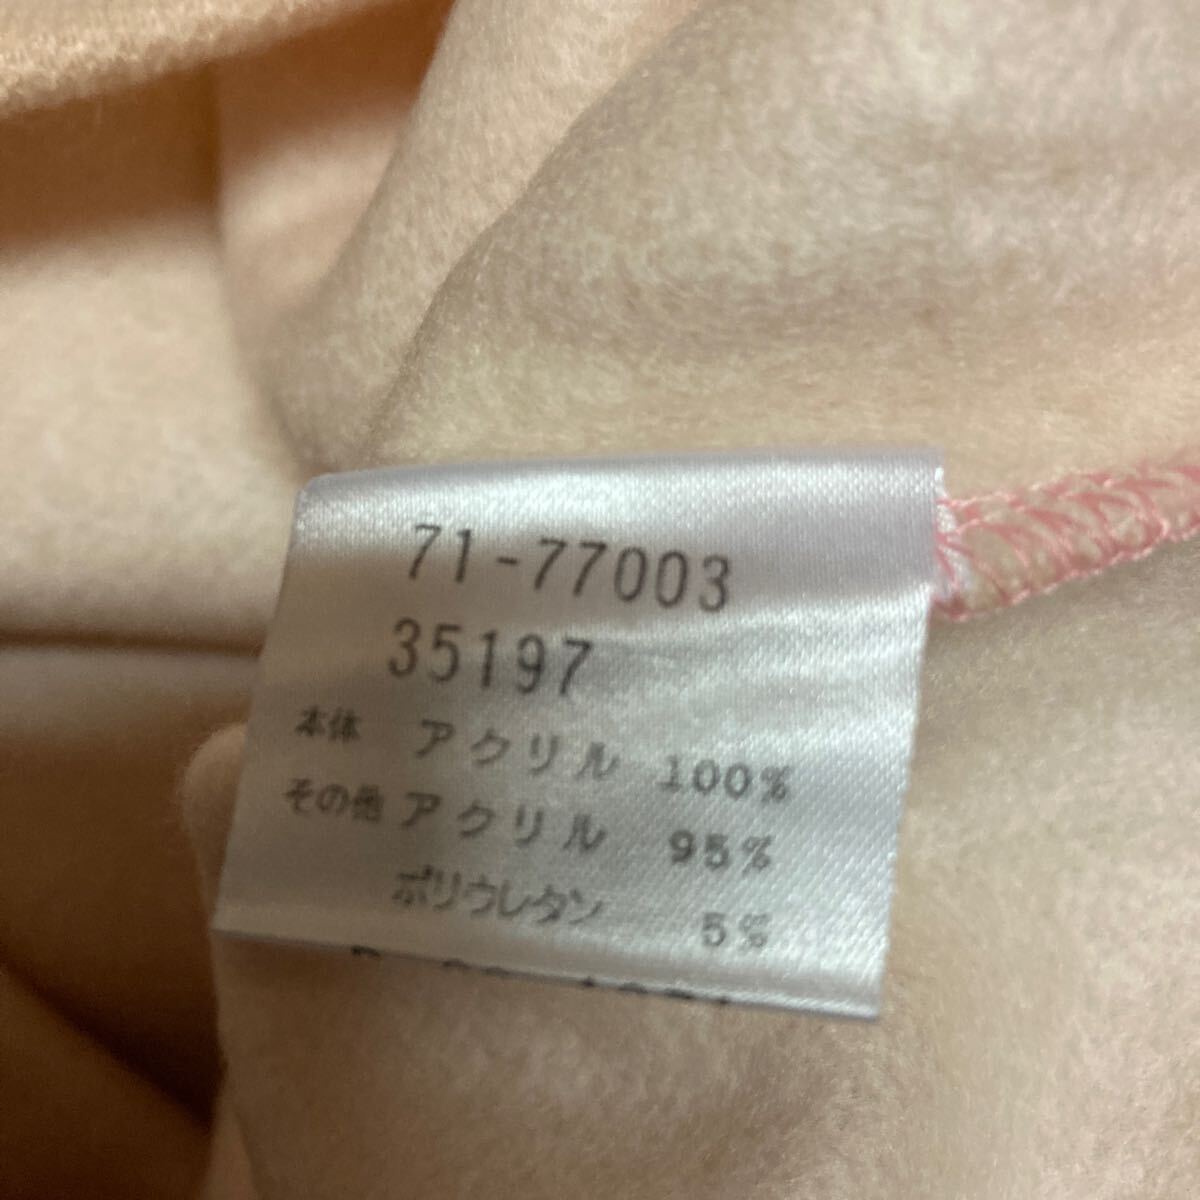 71-77003
35197
本体 アクリル 100%
その他 アクリル 95%
ポリウレタン 5%